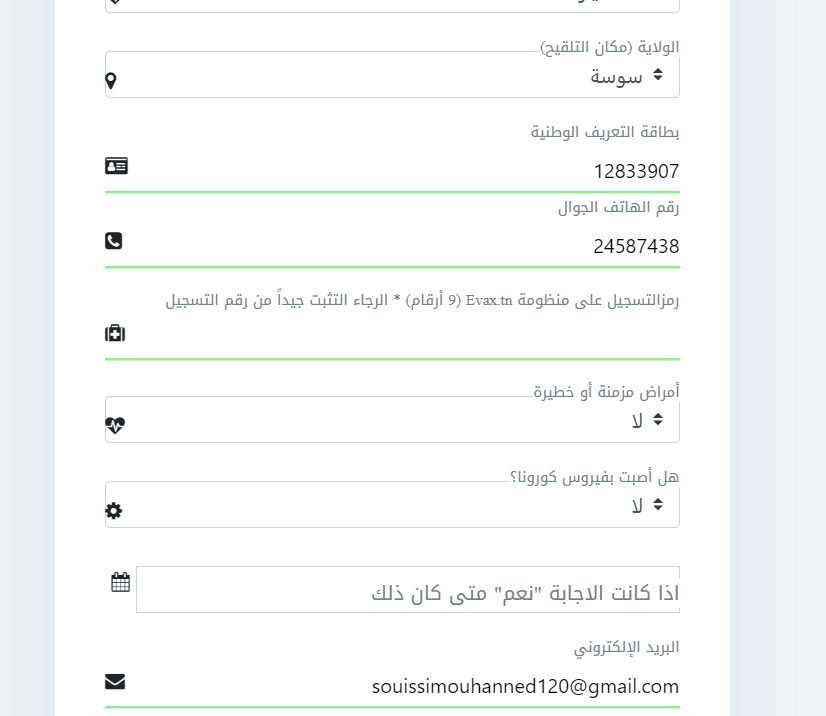 الولاية (مكان التلقيح)
سوسة
بطاقة التعريف الوطنية
12833907
رقم الهاتف الجوال
24587438
رمزالتسجيل على منظومة Evax.tn (9 أرقام) * الرجاء التثبت جيداً من رقم التسجيل
أمراض مزمنة أو خطيرة
لا
هل أصبت بفيروس كورونا؟
لا
اذا كانت الاجابة "نعم" متى كان ذلك
البريد الإلكتروني
souissimouhanned120@gmail.com